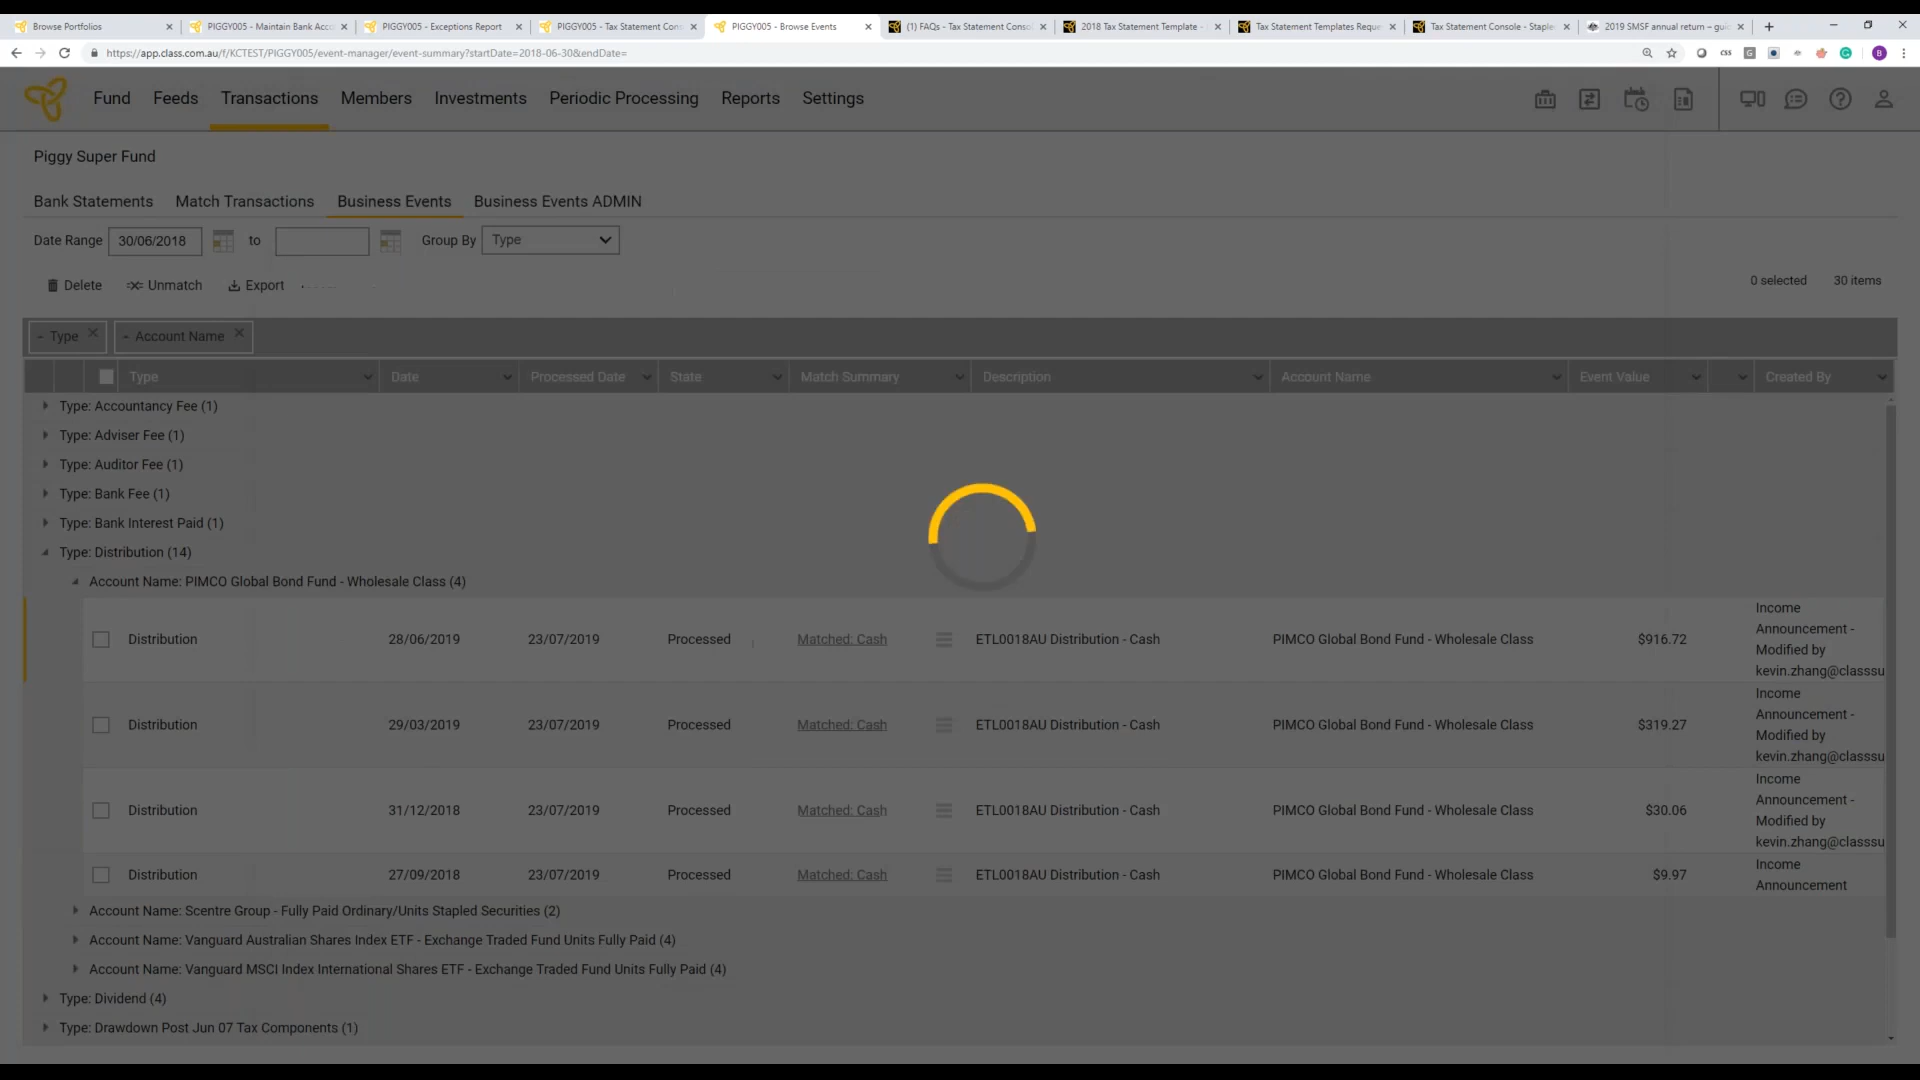 Browse Portfolios
PIGGY005 - Maintain Bank Acco
PIGGY005 - Exceptions Report
PIGGY005 - Tax Statement Con
PIGGY005 - Browse Events
(1) FAQs - Tax Statement Conso
2018 Tax Statement Template -
Tax Statement Templates Reque
Tax Statement Console - Staple
2019 SMSF annual return – gui
https://app.class.com.au/f/KCTEST/PIGGY005/event-manager/event-summary?startDate=2018-06-30&endDate=
Fund
Feeds
Transactions
Members
Investments
Periodic Processing
Reports
Settings
Piggy Super Fund
Bank Statements
Match Transactions
Business Events
Business Events ADMIN
Date Range 30/06/2018 to Group By Type
Delete
Unmatch
Export
0 selected
30 items
Type
Account Name
Type Date Processed Date State Match Summary Description Account Name Event Value Created By
Type: Accountancy Fee (1)
Type: Adviser Fee (1)
Type: Auditor Fee (1)
Type: Bank Fee (1)
Type: Bank Interest Paid (1)
Type: Distribution (14)
Account Name: PIMCO Global Bond Fund - Wholesale Class (4)
Distribution 28/06/2019 23/07/2019 Processed Matched: Cash ETL0018AU Distribution - Cash PIMCO Global Bond Fund - Wholesale Class $916.72
Income
Announcement -
Modified by
kevin.zhang@classsu
Distribution 29/03/2019 23/07/2019 Processed Matched: Cash ETL0018AU Distribution - Cash PIMCO Global Bond Fund - Wholesale Class $319.27
Income
Announcement -
Modified by
kevin.zhang@classsu
Distribution 31/12/2018 23/07/2019 Processed Matched: Cash ETL0018AU Distribution - Cash PIMCO Global Bond Fund - Wholesale Class $30.06
Income
Announcement -
Modified by
kevin.zhang@classsu
Distribution 27/09/2018 23/07/2019 Processed Matched: Cash ETL0018AU Distribution - Cash PIMCO Global Bond Fund - Wholesale Class $9.97
Income
Announcement
Account Name: Scentre Group - Fully Paid Ordinary/Units Stapled Securities (2)
Account Name: Vanguard Australian Shares Index ETF - Exchange Traded Fund Units Fully Paid (4)
Account Name: Vanguard MSCI Index International Shares ETF - Exchange Traded Fund Units Fully Paid (4)
Type: Dividend (4)
Type: Drawdown Post Jun 07 Tax Components (1)